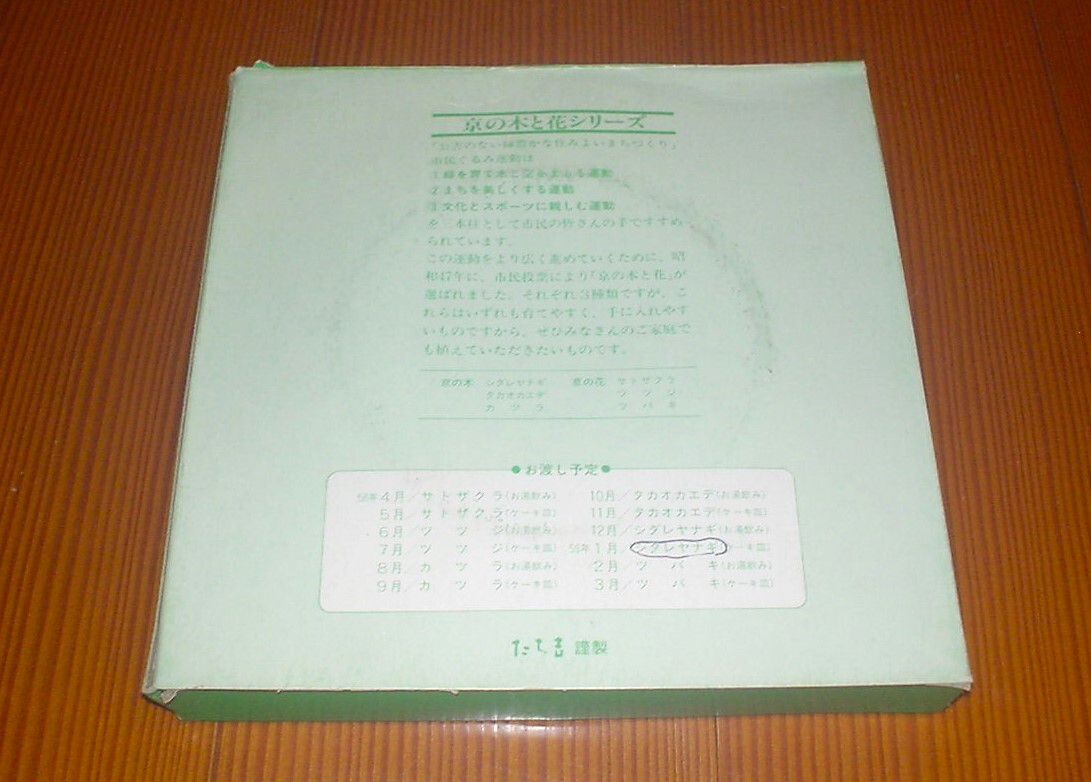 京の木と花シリーズ
「公害のない緑豊かな住みよいまちづくり」
市民ぐるみ運動は
①緑を育て水と空をまもる運動
②まちを美しくする運動
③文化とスポーツに親しむ運動
を三本柱として市民の皆さんの手ですすめ
られています。
この運動をより広く進めていくために、昭
和47年に、市民投票により「京の木と花」が
選ばれました。それぞれ3種類ですが、こ
れらはいずれも育てやすく、手に入れやす
いものですから、ぜひみなさんのご家庭で
も植えていただきたいものです。
京の木 シダレヤナギ 京の花 サトザクラ
タカオカエデ ツツジ
カツラ ツバキ
●お渡し予定●
4月/サトザクラ(お湯飲み) 10月/タカオカエデ(お湯飲み)
5月/サトザクラ(ケーキ皿) 11月/タカオカエデ(ケーキ皿)
6月/ツツジ(お湯飲み) 12月/シダレヤナギ(お湯飲み)
7月/ツツジ(ケーキ皿) 56年1月/シダレヤナギ(ケーキ皿)
8月/カツラ(お湯飲み) 2月/ツバキ(お湯飲み)
9月/カツラ(ケーキ皿) 3月/ツバキ(ケーキ皿)
たち吉 謹製